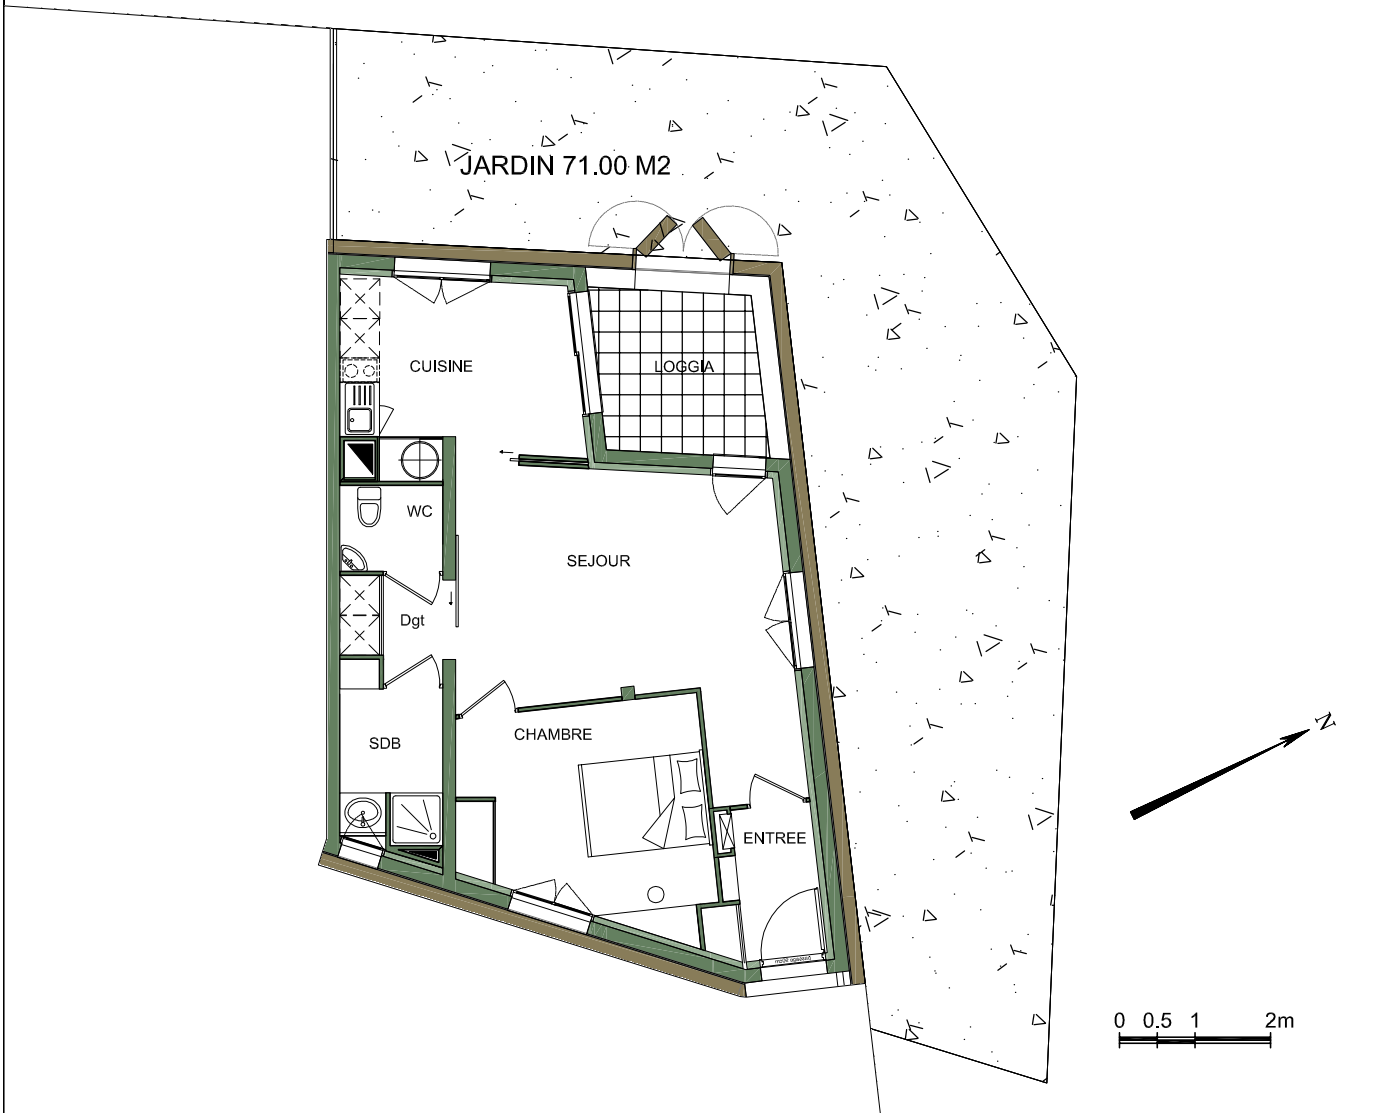 JARDIN 71.00 M2
CUISINE
LOGGIA
WC
SEJOUR
Dgt
CHAMBRE
SDB
ENTREE
N
0 0.5 1 2m